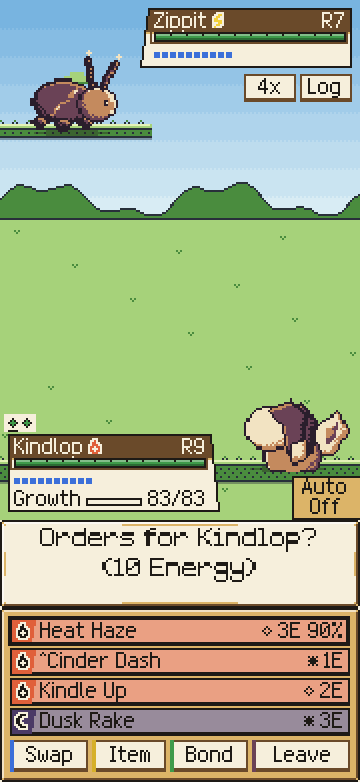 Zippit R7
4x Log
Kindlop R9
Growth 83/83
Auto
Off
Orders for Kindlop?
(10 Energy)
Heat Haze 3E 90%
^Cinder Dash 1E
Kindle Up 2E
Dusk Rake 3E
Swap Item Bond Leave